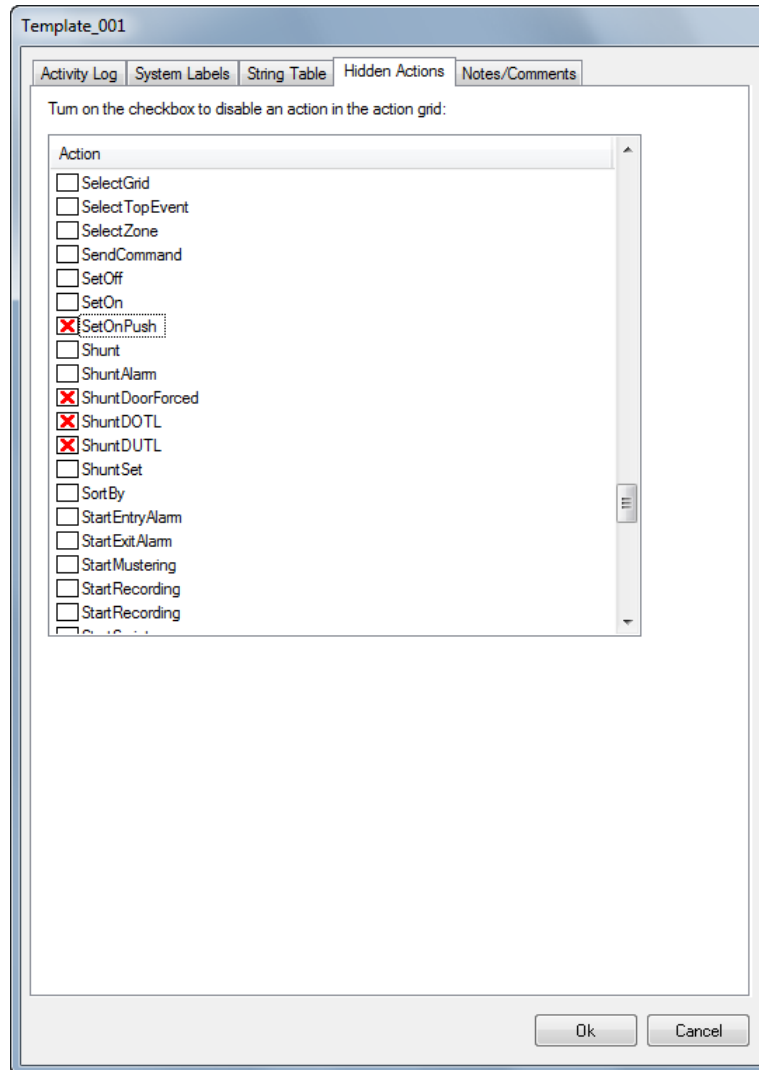 Template_001
Activity Log System Labels String Table Hidden Actions Notes/Comments
Turn on the checkbox to disable an action in the action grid:
Action
SelectGrid
SelectTopEvent
SelectZone
SendCommand
SetOff
SetOn
SetOnPush
Shunt
ShuntAlarm
ShuntDoorForced
ShuntDOTL
ShuntDUTL
ShuntSet
SortBy
StartEntryAlarm
StartExitAlarm
StartMustering
StartRecording
StartRecording
Ok Cancel